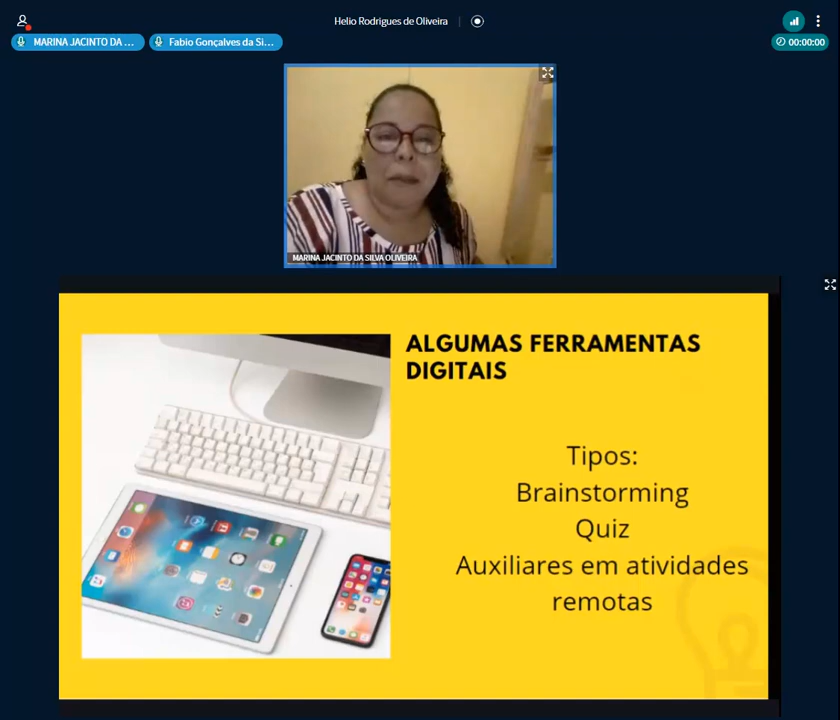 Helio Rodrigues de Oliveira
MARINA JACINTO DA ...
Fabio Gonçalves da Si...
00:00:00
MARINA JACINTO DA SILVA OLIVEIRA
ALGUMAS FERRAMENTAS
DIGITAIS
Tipos:
Brainstorming
Quiz
Auxiliares em atividades
remotas